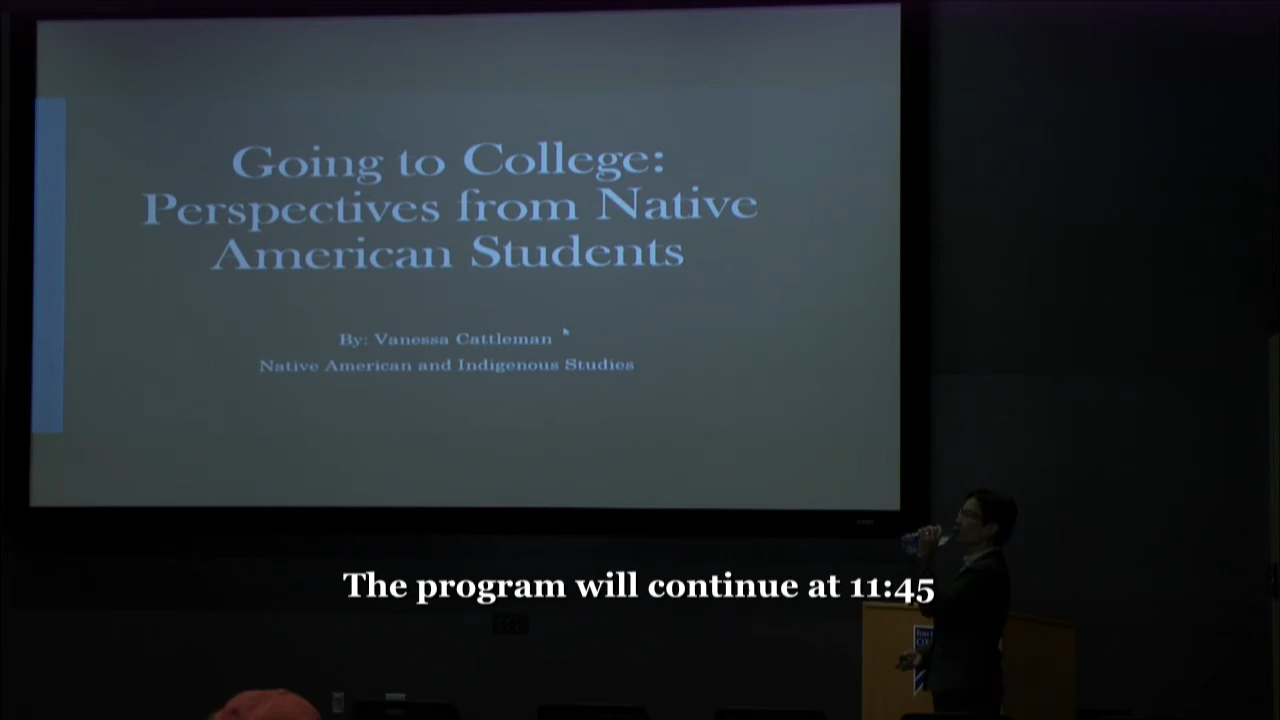 Going to College:
Perspectives from Native
American Students
By: Vanessa Cattleman
Native American and Indigenous Studies
The program will continue at 11:45